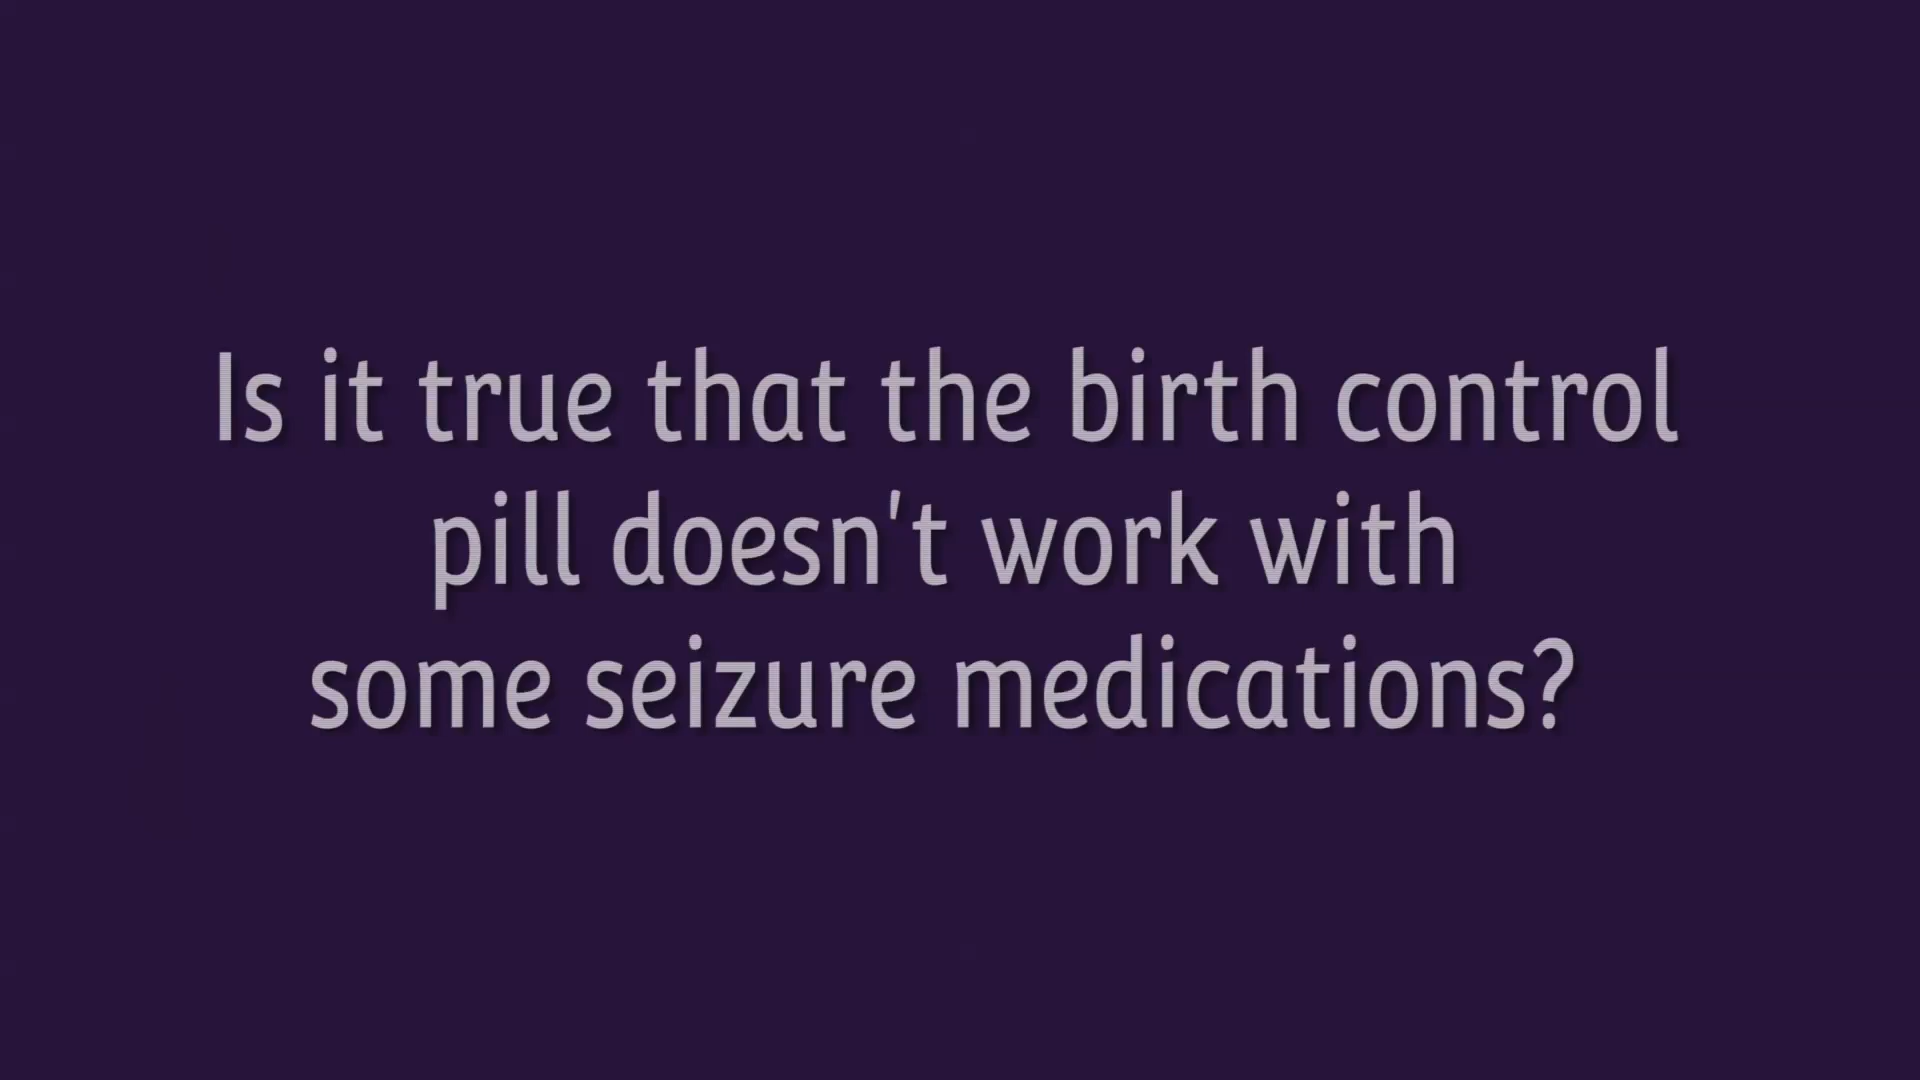 Is it true that the birth control
pill doesn't work with
some seizure medications?